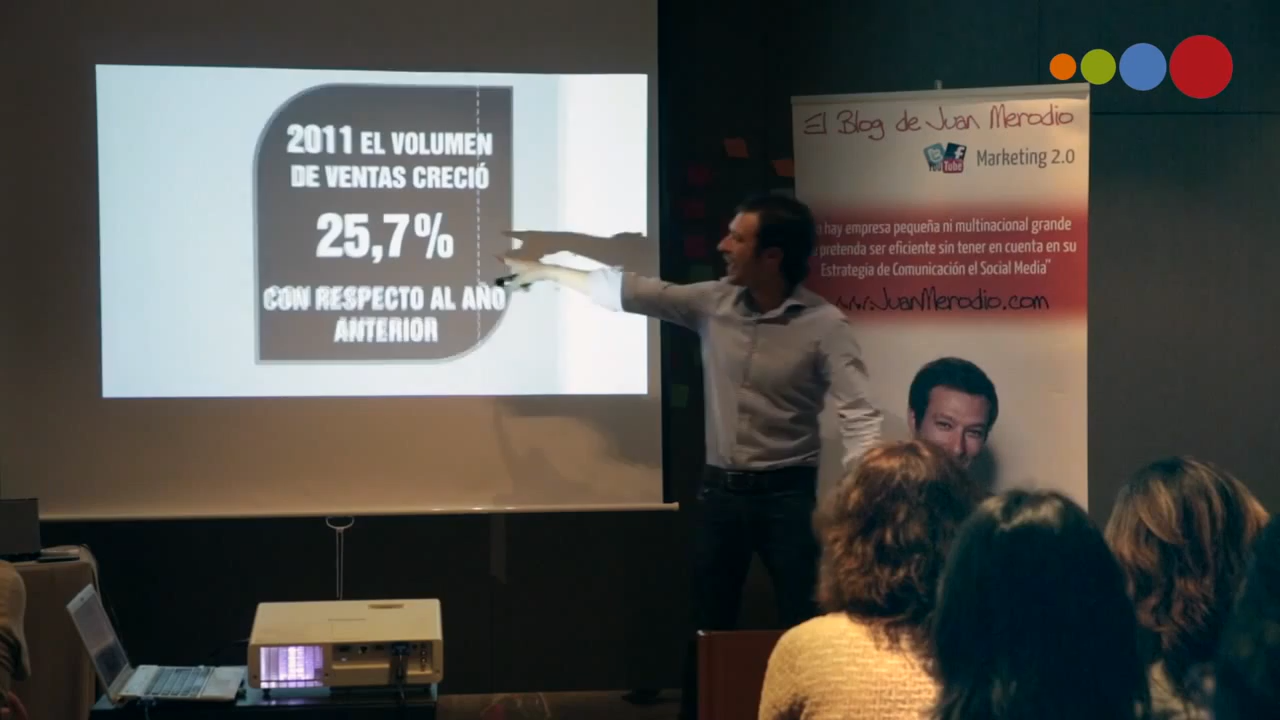 2011 EL VOLUMEN
DE VENTAS CRECIÓ
25,7%
CON RESPECTO AL AÑO
ANTERIOR
El Blog de Juan Merodio
You Tube
Marketing 2.0
hay empresa pequeña ni multinacional grande
pretenda ser eficiente sin tener en cuenta en su
Estrategia de Comunicación el Social Media"
JuanMerodio.com